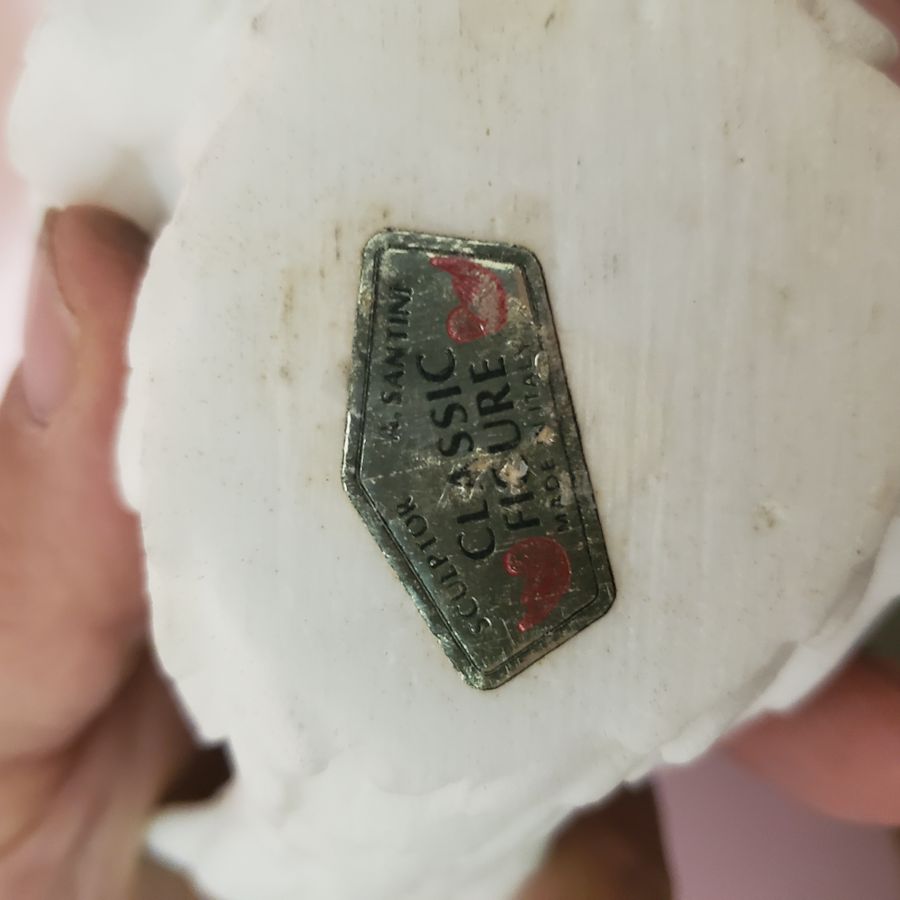 SCULPTOR A. SANTINI
CLASSIC
FIGURE
MADE IN ITALY